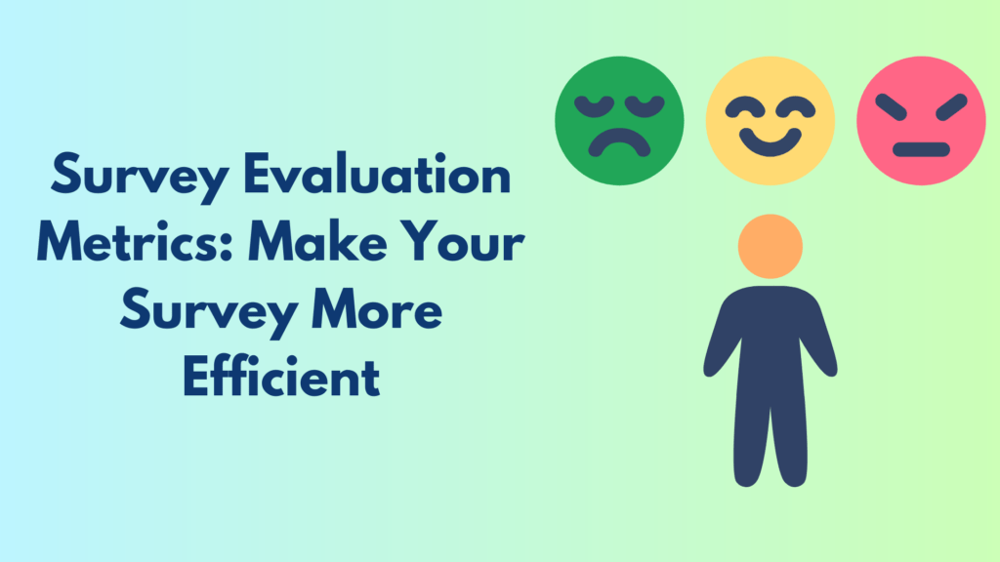 Survey Evaluation
Metrics: Make Your
Survey More
Efficient